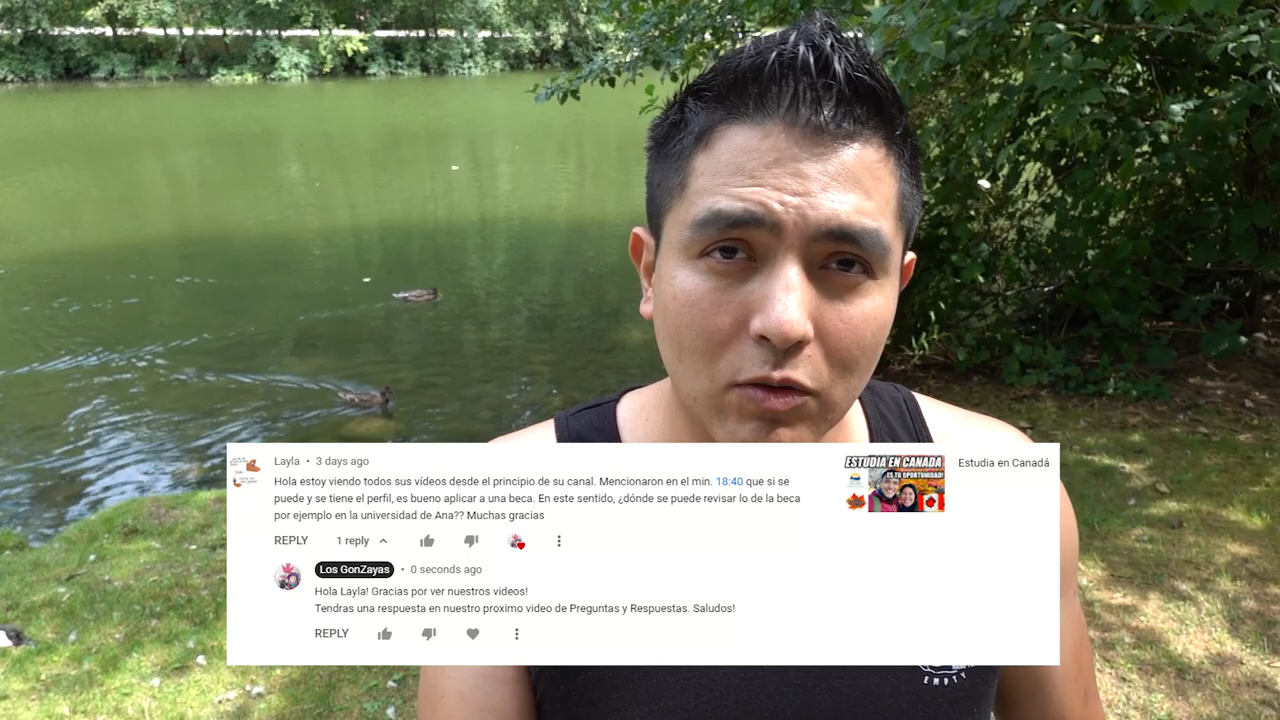 Layla • 3 days ago
Hola estoy viendo todas sus vídeos desde el principio de su canal. Mencionaron en el min. 18:40 que si se
puede y se tiene el perfil, es bueno aplicar a una beca. En este sentido, ¿dónde se puede revisar lo de la beca
por ejemplo en la universidad de Ana?? Muchas gracias
REPLY 1 reply
ESTUDIA EN CANADA
ES TU OPORTUNIDAD!
Estudia en Canadá
Los GonZayas • 0 seconds ago
Hola Layla! Gracias por ver nuestros videos!
Tendras una respuesta en nuestro proximo video de Preguntas y Respuestas. Saludos!
REPLY
EMPTY